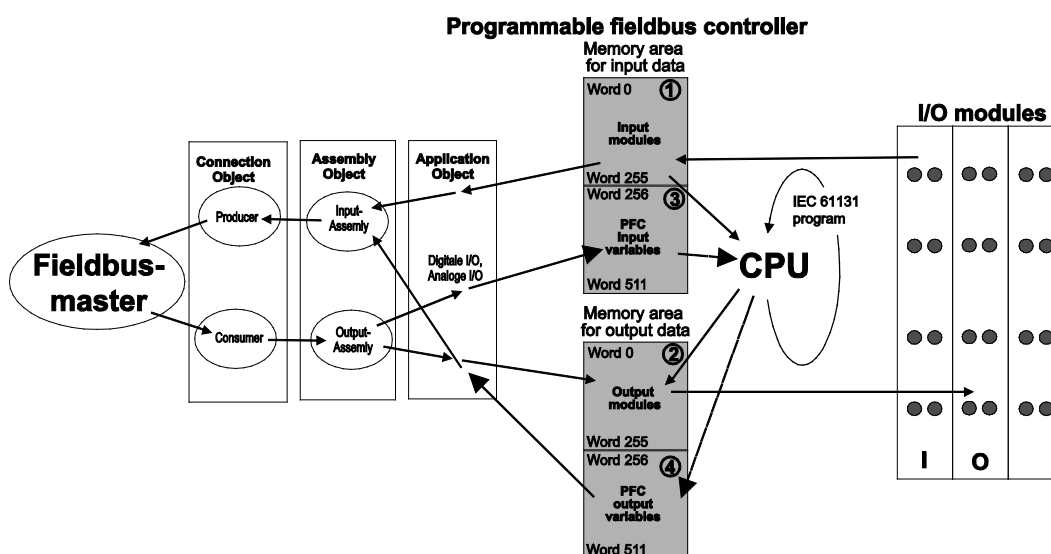 Programmable fieldbus controller
Memory area
for input data
Word 0
1
Input
modules
Word 255
Word 256
3
PFC
Input
variables
Word 511
I/O modules
Connection
Object
Assembly
Object
Application
Object
Producer
Input-
Assemly
Fieldbus-
master
Digitale I/O,
Analoge I/O
Consumer
Output-
Assemly
IEC 61131
program
CPU
Memory area
for output data
Word 0
2
Output
modules
Word 255
Word 256
4
PFC
output
variables
Word 511
I
O